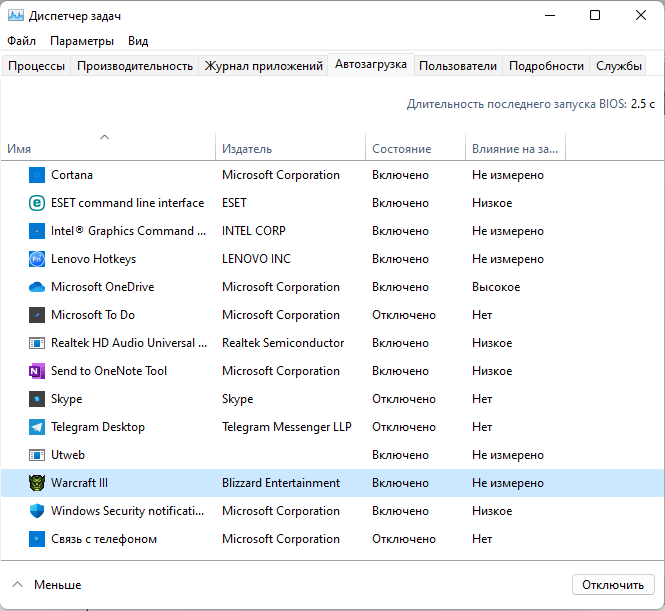 Диспетчер задач
Файл Параметры Вид
Процессы Производительность Журнал приложений Автозагрузка Пользователи Подробности Службы
Длительность последнего запуска BIOS: 2.5 с
Имя Издатель Состояние Влияние на за...
Cortana Microsoft Corporation Включено Не измерено
ESET command line interface ESET Включено Низкое
Intel® Graphics Command ... INTEL CORP Включено Не измерено
Lenovo Hotkeys LENOVO INC Включено Не измерено
Microsoft OneDrive Microsoft Corporation Включено Высокое
Microsoft To Do Microsoft Corporation Отключено Нет
Realtek HD Audio Universal ... Realtek Semiconductor Включено Низкое
Send to OneNote Tool Microsoft Corporation Включено Низкое
Skype Skype Отключено Нет
Telegram Desktop Telegram Messenger LLP Отключено Нет
Utweb Включено Не измерено
Warcraft III Blizzard Entertainment Включено Не измерено
Windows Security notificati... Microsoft Corporation Включено Низкое
Связь с телефоном Microsoft Corporation Отключено Нет
Меньше Отключить